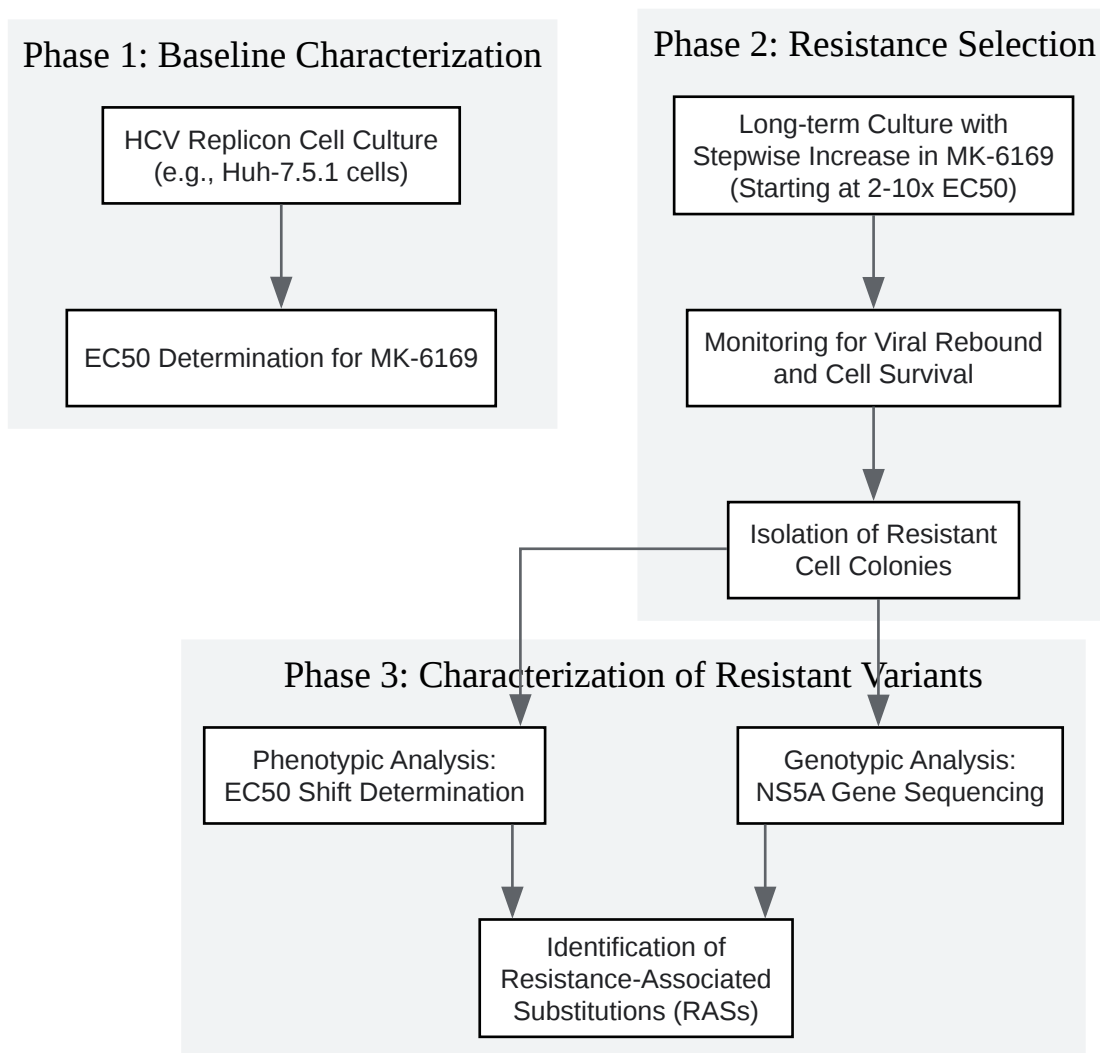 Phase 1: Baseline Characterization
HCV Replicon Cell Culture
(e.g., Huh-7.5.1 cells)
EC50 Determination for MK-6169
Phase 2: Resistance Selection
Long-term Culture with
Stepwise Increase in MK-6169
(Starting at 2-10x EC50)
Monitoring for Viral Rebound
and Cell Survival
Isolation of Resistant
Cell Colonies
Phase 3: Characterization of Resistant Variants
Phenotypic Analysis:
EC50 Shift Determination
Genotypic Analysis:
NS5A Gene Sequencing
Identification of
Resistance-Associated
Substitutions (RASs)